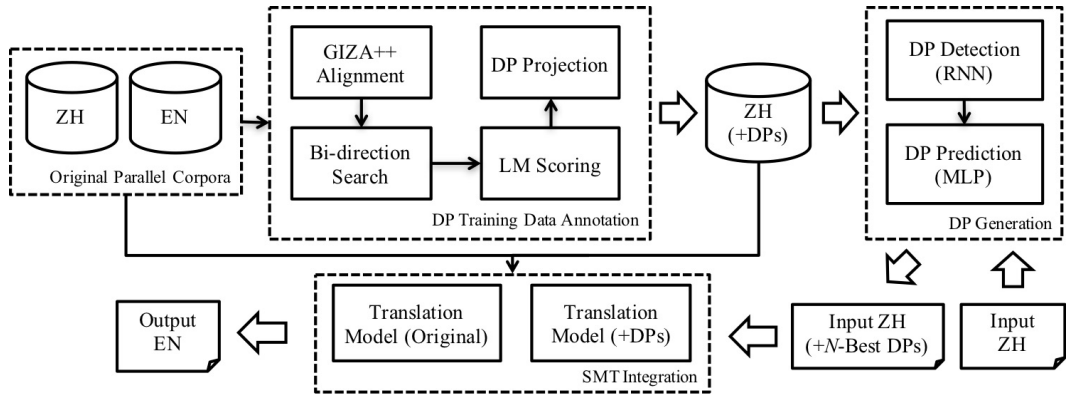 ZH
EN
Original Parallel Corpora
GIZA++
Alignment
Bi-direction
Search
LM Scoring
DP Projection
DP Training Data Annotation
ZH
(+DPs)
DP Detection
(RNN)
DP Prediction
(MLP)
DP Generation
Input
ZH
Input ZH
(+N-Best DPs)
Translation
Model (Original)
Translation
Model (+DPs)
SMT Integration
Output
EN